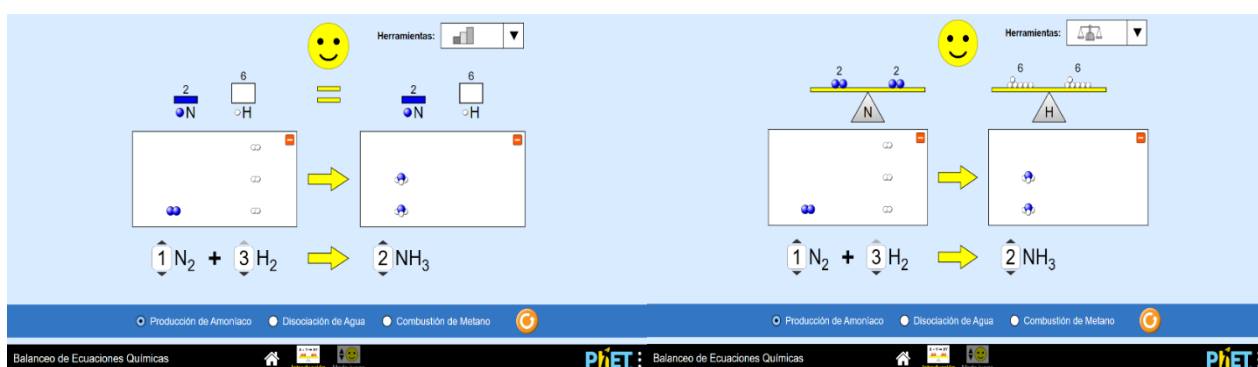 Herramientas:
2 6 2 6
N H N H
1 N₂ + 3 H₂ 2 NH₃
Producción de Amoníaco Disociación de Agua Combustión de Metano
Balanceo de Ecuaciones Químicas
Introducción
PhET
Herramientas:
2 2 6 6
N H
1 N₂ + 3 H₂ 2 NH₃
Producción de Amoníaco Disociación de Agua Combustión de Metano
Balanceo de Ecuaciones Químicas
Introducción
PhET